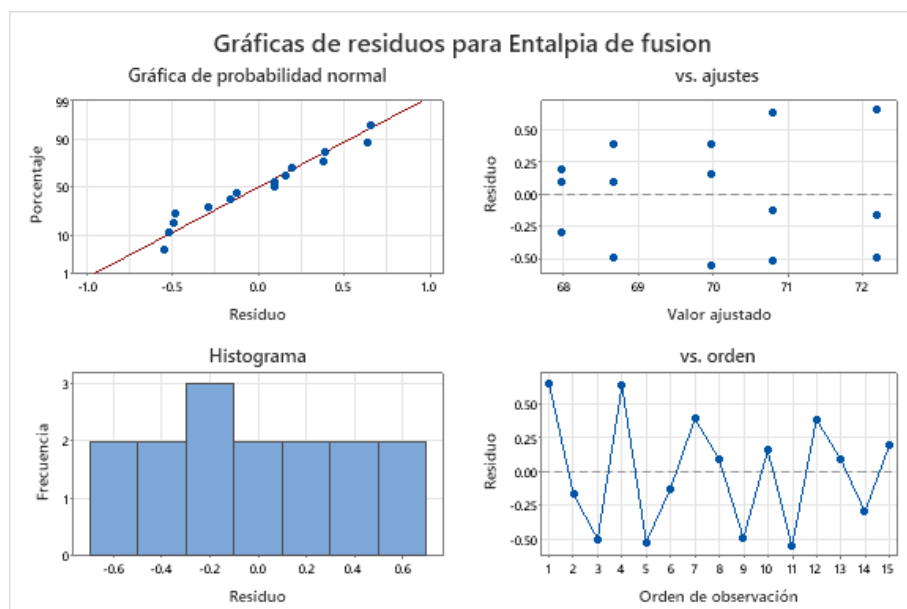 Gráficas de residuos para Entalpia de fusion
Gráfica de probabilidad normal
99
90
50
10
1
Porcentaje
-1.0 -0.5 0.0 0.5 1.0
Residuo
vs. ajustes
0.50
0.25
0.00
-0.25
-0.50
Residuo
68 69 70 71 72
Valor ajustado
Histograma
3
2
1
0
Frecuencia
-0.6 -0.4 -0.2 0.0 0.2 0.4 0.6
Residuo
vs. orden
0.50
0.25
0.00
-0.25
-0.50
Residuo
1 2 3 4 5 6 7 8 9 10 11 12 13 14 15
Orden de observación